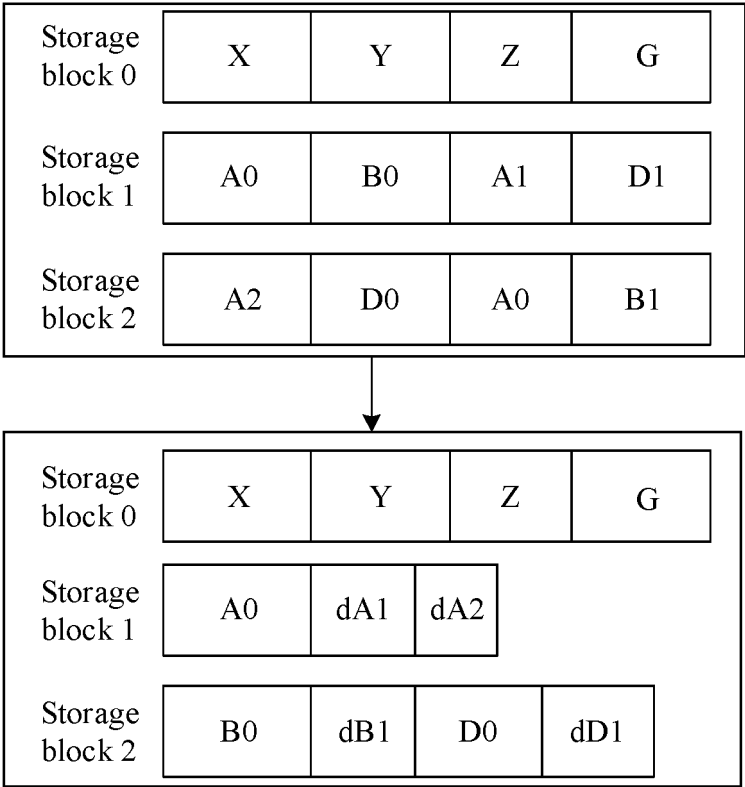 Storage
block 0
X Y Z G
Storage
block 1
A0 B0 A1 D1
Storage
block 2
A2 D0 A0 B1
Storage
block 0
X Y Z G
Storage
block 1
A0 dA1 dA2
Storage
block 2
B0 dB1 D0 dD1